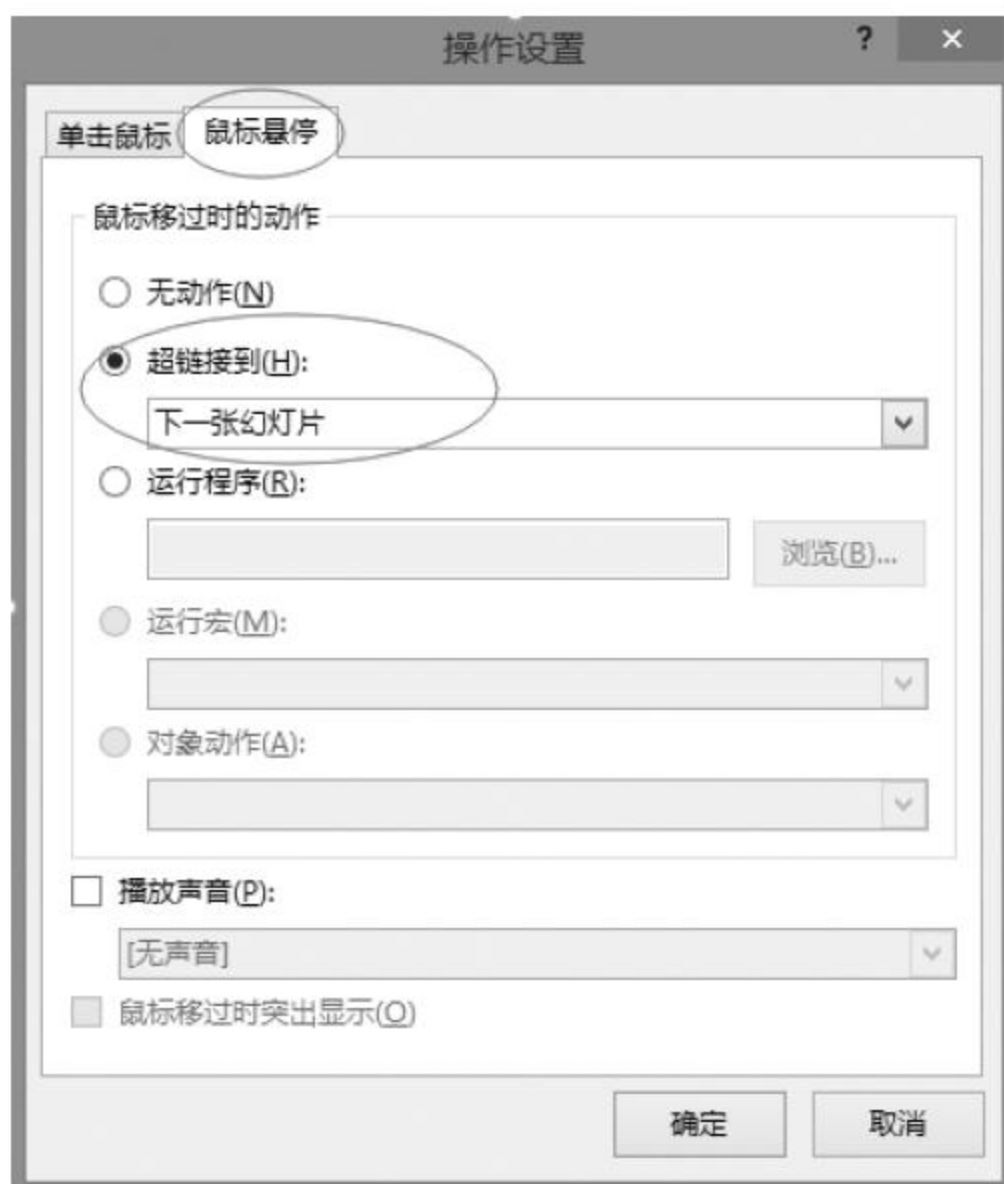 操作设置
?
×
单击鼠标 鼠标悬停
鼠标移过时的动作
无动作(N)
超链接到(H):
下一张幻灯片
运行程序(R):
浏览(B)...
运行宏(M):
对象动作(A):
播放声音(P):
[无声音]
鼠标移过时突出显示(O)
确定 取消